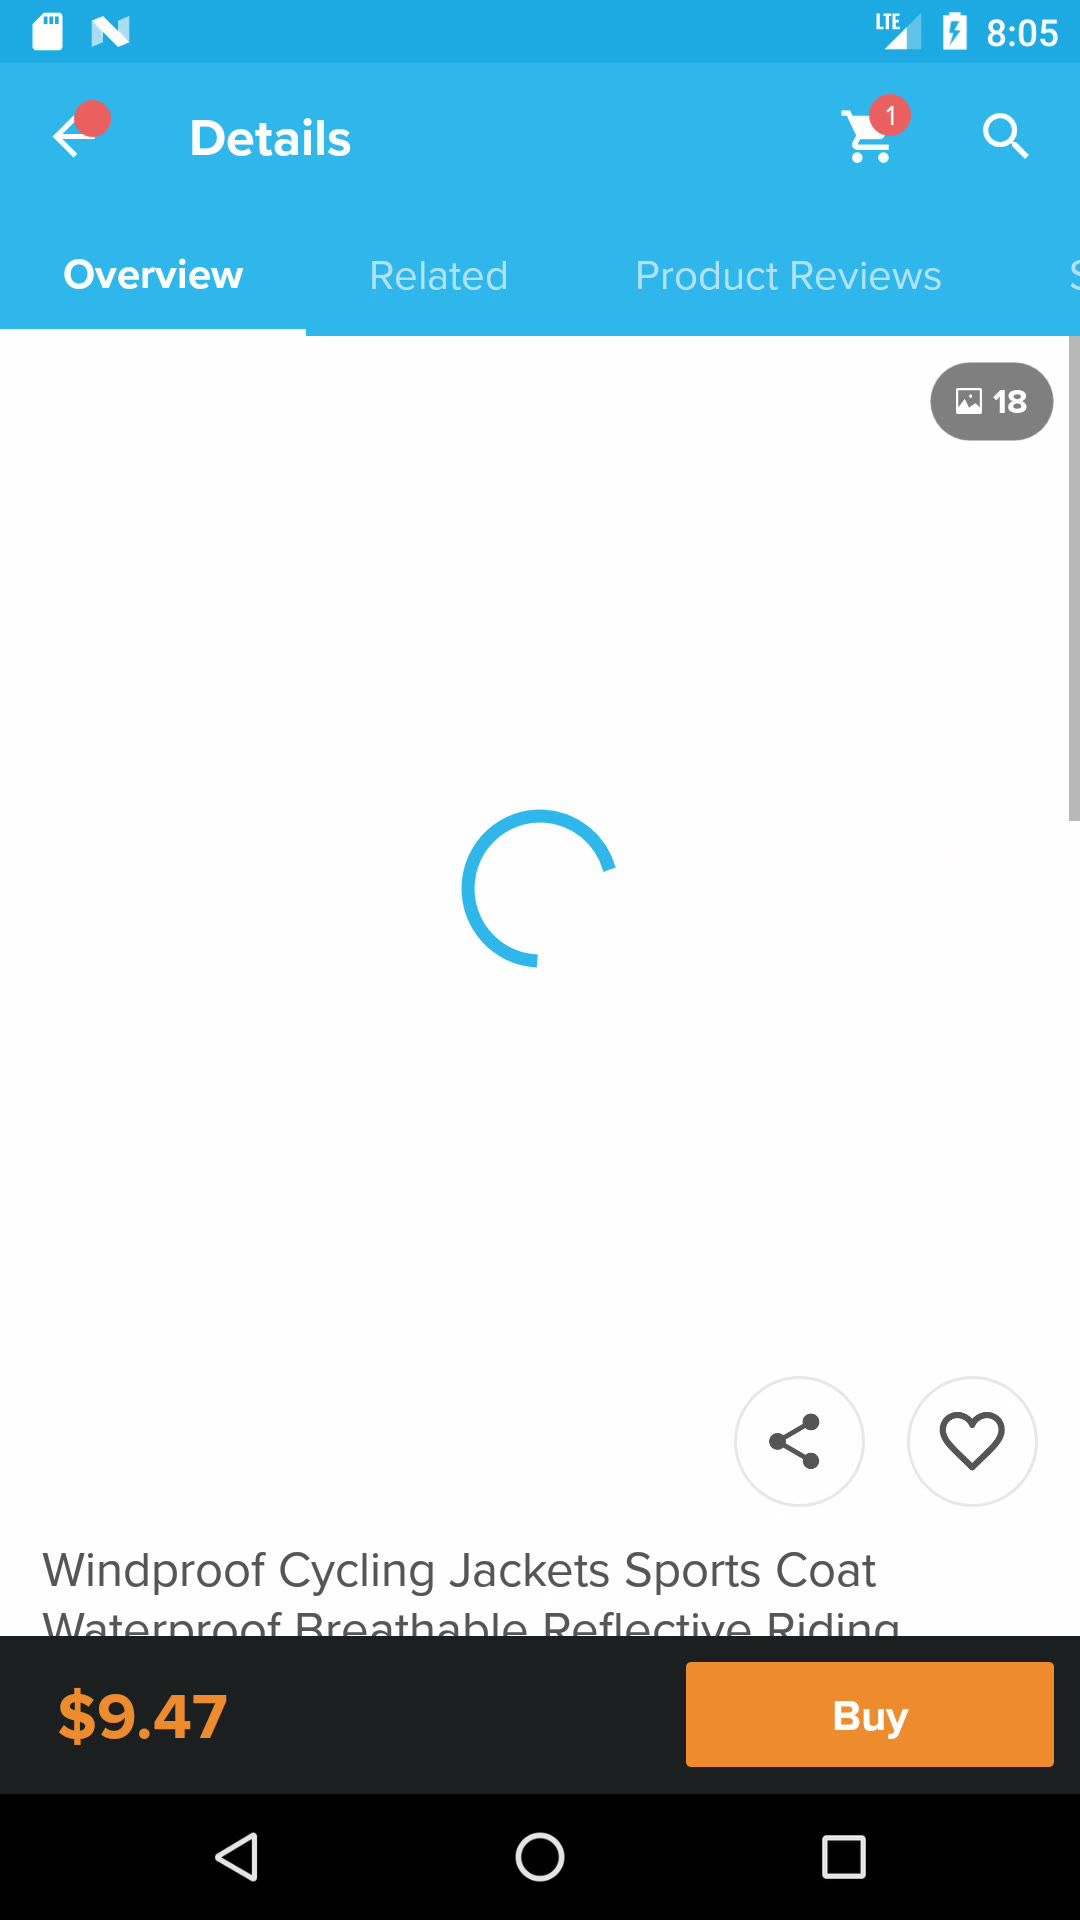 LTE 8:05
Details 1
Overview Related Product Reviews S
18
Windproof Cycling Jackets Sports Coat
Waterproof Breathable Reflective Riding
$9.47 Buy